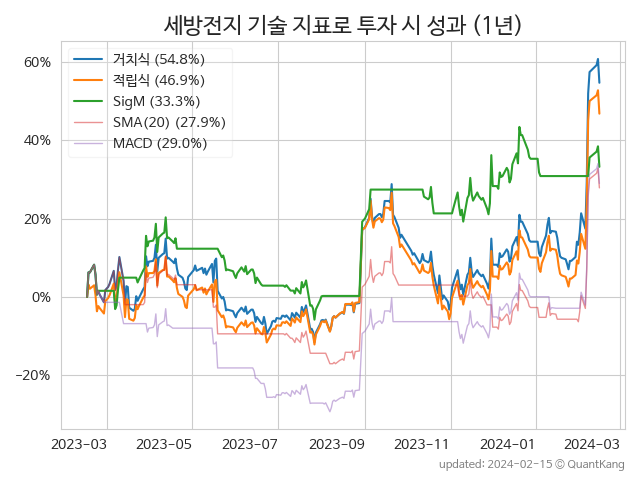 세방전지 기술 지표로 투자 시 성과 (1년)
거치식 (54.8%)
적립식 (46.9%)
SigM (33.3%)
SMA(20) (27.9%)
MACD (29.0%)
60%
40%
20%
0%
−20%
2023-03 2023-05 2023-07 2023-09 2023-11 2024-01 2024-03
updated: 2024-02-15 © QuantKang